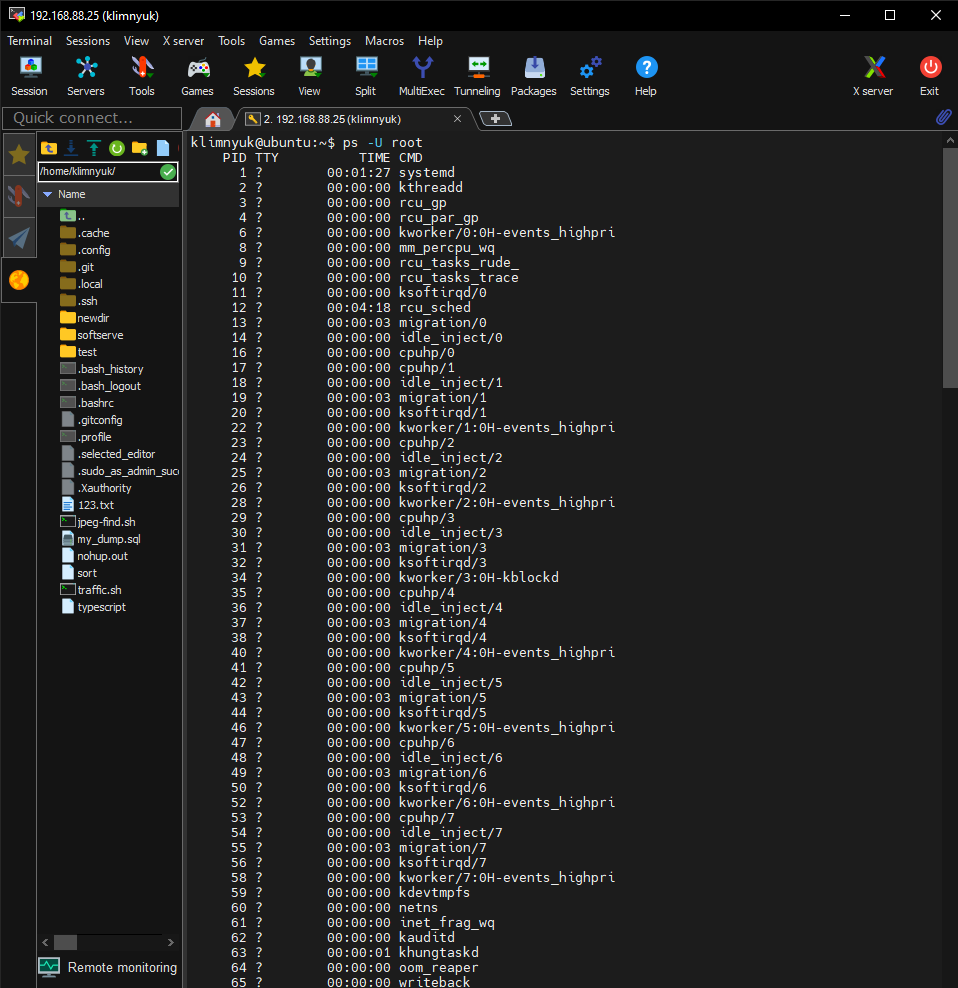 192.168.88.25 (klimnyuk)
Terminal Sessions View X server Tools Games Settings Macros Help
Session Servers Tools Games Sessions View Split MultiExec Tunneling Packages Settings Help X server Exit
Quick connect...
2. 192.168.88.25 (klimnyuk)
/home/klimnyuk/
Name
..
.cache
.config
.git
.local
.ssh
newdir
softserve
test
.bash_history
.bash_logout
.bashrc
.gitconfig
.profile
.selected_editor
.sudo_as_admin_succ
.Xauthority
123.txt
jpeg-find.sh
my_dump.sql
nohup.out
sort
traffic.sh
typescript
Remote monitoring
klimnyuk@ubuntu:~$ ps -U root
PID TTY TIME CMD
1 ? 00:01:27 systemd
2 ? 00:00:00 kthreadd
3 ? 00:00:00 rcu_gp
4 ? 00:00:00 rcu_par_gp
6 ? 00:00:00 kworker/0:0H-events_highpri
8 ? 00:00:00 mm_percpu_wq
9 ? 00:00:00 rcu_tasks_rude_
10 ? 00:00:00 rcu_tasks_trace
11 ? 00:00:00 ksoftirqd/0
12 ? 00:04:18 rcu_sched
13 ? 00:00:03 migration/0
14 ? 00:00:00 idle_inject/0
16 ? 00:00:00 cpuhp/0
17 ? 00:00:00 cpuhp/1
18 ? 00:00:00 idle_inject/1
19 ? 00:00:03 migration/1
20 ? 00:00:00 ksoftirqd/1
22 ? 00:00:00 kworker/1:0H-events_highpri
23 ? 00:00:00 cpuhp/2
24 ? 00:00:00 idle_inject/2
25 ? 00:00:03 migration/2
26 ? 00:00:00 ksoftirqd/2
28 ? 00:00:00 kworker/2:0H-events_highpri
29 ? 00:00:00 cpuhp/3
30 ? 00:00:00 idle_inject/3
31 ? 00:00:03 migration/3
32 ? 00:00:00 ksoftirqd/3
34 ? 00:00:00 kworker/3:0H-kblockd
35 ? 00:00:00 cpuhp/4
36 ? 00:00:00 idle_inject/4
37 ? 00:00:03 migration/4
38 ? 00:00:00 ksoftirqd/4
40 ? 00:00:00 kworker/4:0H-events_highpri
41 ? 00:00:00 cpuhp/5
42 ? 00:00:00 idle_inject/5
43 ? 00:00:03 migration/5
44 ? 00:00:00 ksoftirqd/5
46 ? 00:00:00 kworker/5:0H-events_highpri
47 ? 00:00:00 cpuhp/6
48 ? 00:00:00 idle_inject/6
49 ? 00:00:03 migration/6
50 ? 00:00:00 ksoftirqd/6
52 ? 00:00:00 kworker/6:0H-events_highpri
53 ? 00:00:00 cpuhp/7
54 ? 00:00:00 idle_inject/7
55 ? 00:00:03 migration/7
56 ? 00:00:00 ksoftirqd/7
58 ? 00:00:00 kworker/7:0H-events_highpri
59 ? 00:00:00 kdevtmpfs
60 ? 00:00:00 netns
61 ? 00:00:00 inet_frag_wq
62 ? 00:00:00 kauditd
63 ? 00:00:01 khungtaskd
64 ? 00:00:00 oom_reaper
65 ? 00:00:00 writeback